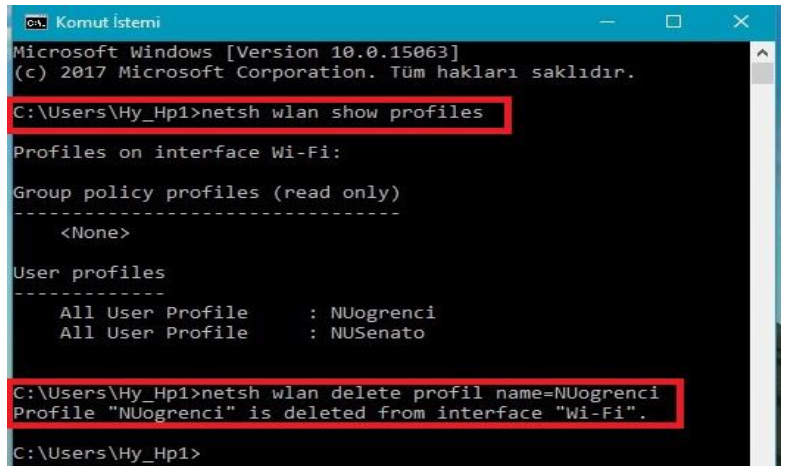 Komut İstemi
Microsoft Windows [Version 10.0.15063]
(c) 2017 Microsoft Corporation. Tüm hakları saklıdır.
C:\Users\Hy_Hp1>netsh wlan show profiles
Profiles on interface Wi-Fi:
Group policy profiles (read only)
---------------------------------
<None>
User profiles
-------------
All User Profile : NUogrenci
All User Profile : NUSenato
C:\Users\Hy_Hp1>netsh wlan delete profil name=NUogrenci
Profile "NUogrenci" is deleted from interface "Wi-Fi".
C:\Users\Hy_Hp1>